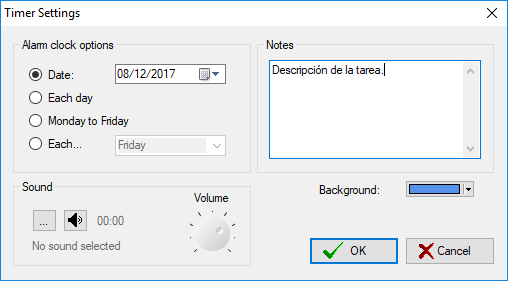 Timer Settings
Alarm clock options
Date:
08/12/2017
Each day
Monday to Friday
Each...
Friday
Notes
Descripción de la tarea.
Sound
...
00:00
No sound selected
Volume
Background:
OK
Cancel